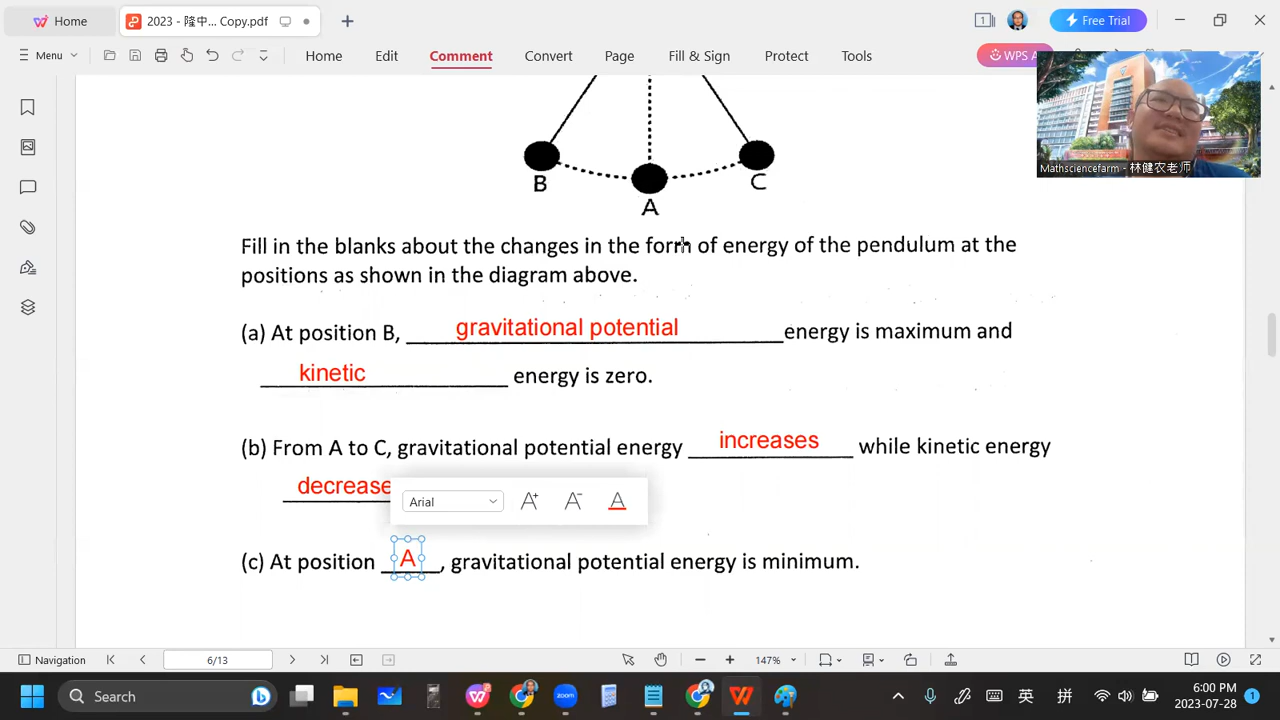 Home
2023 - 隆中... Copy.pdf
1
Free Trial
Menu
Home
Edit
Comment
Convert
Page
Fill & Sign
Protect
Tools
WPS A
Mathsciencefarm - 林健农老师
B
A
C
Fill in the blanks about the changes in the form of energy of the pendulum at the
positions as shown in the diagram above.
(a) At position B, gravitational potential energy is maximum and
kinetic energy is zero.
(b) From A to C, gravitational potential energy increases while kinetic energy
decrease
Arial
A+
A-
A
(c) At position A, gravitational potential energy is minimum.
Navigation
6/13
147%
Search
zoom
英
拼
6:00 PM
2023-07-28
1